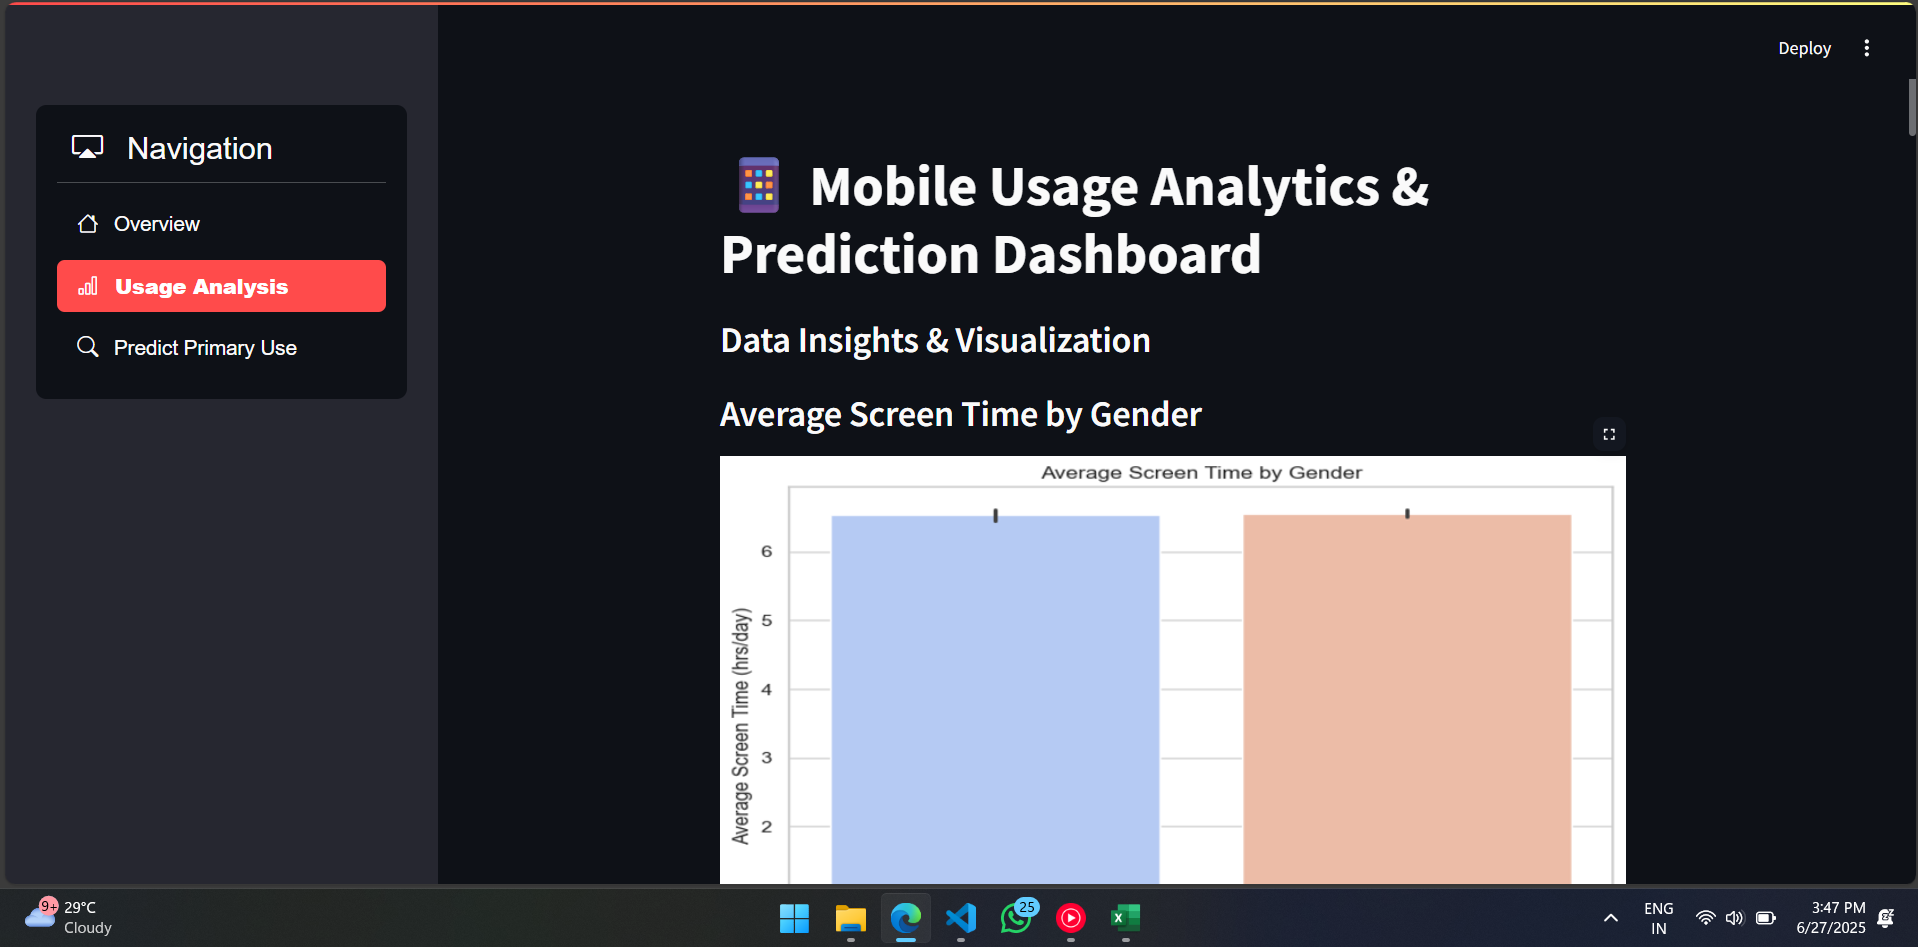 Deploy
Navigation
Overview
Usage Analysis
Predict Primary Use
Mobile Usage Analytics &
Prediction Dashboard
Data Insights & Visualization
Average Screen Time by Gender
Average Screen Time by Gender
Average Screen Time (hrs/day)
6
5
4
3
2
9+
29°C
Cloudy
25
ENG
IN
3:47 PM
6/27/2025